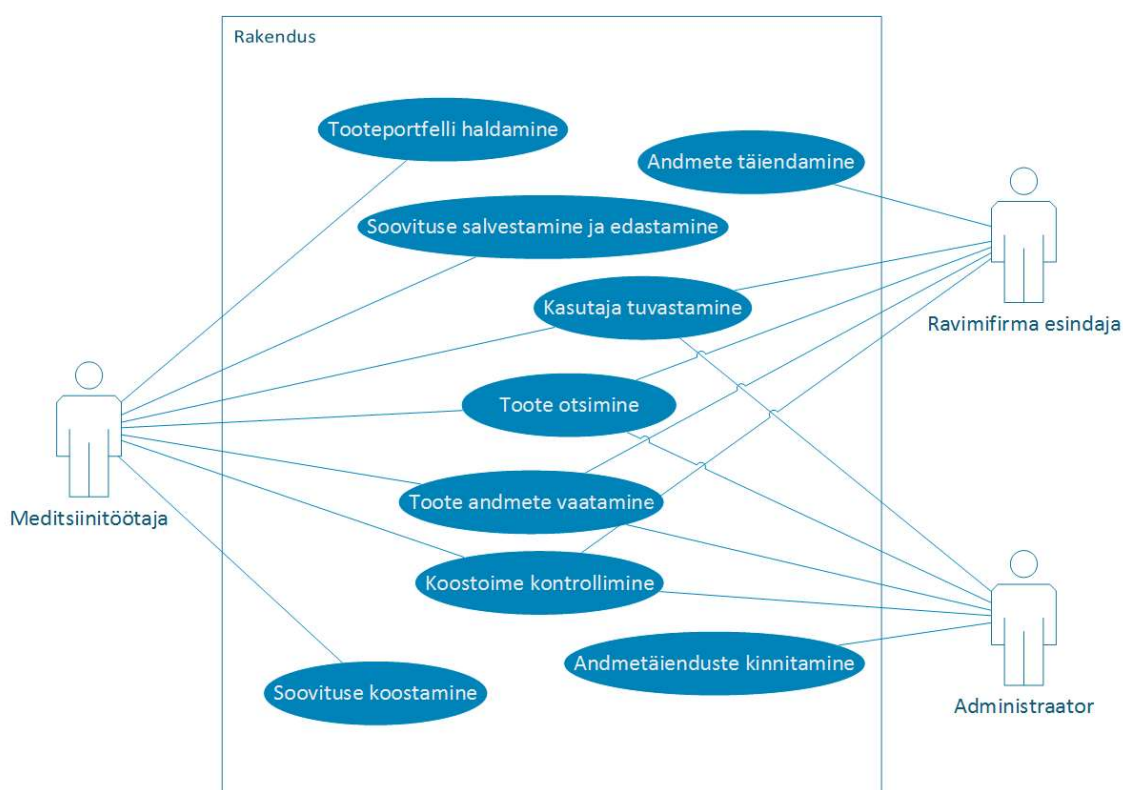 Rakendus
Tooteportfelli haldamine
Andmete täiendamine
Soovituse salvestamine ja edastamine
Kasutaja tuvastamine
Ravimifirma esindaja
Toote otsimine
Toote andmete vaatamine
Meditsiinitöötaja
Koostoime kontrollimine
Andmetäienduste kinnitamine
Soovituse koostamine
Administraator